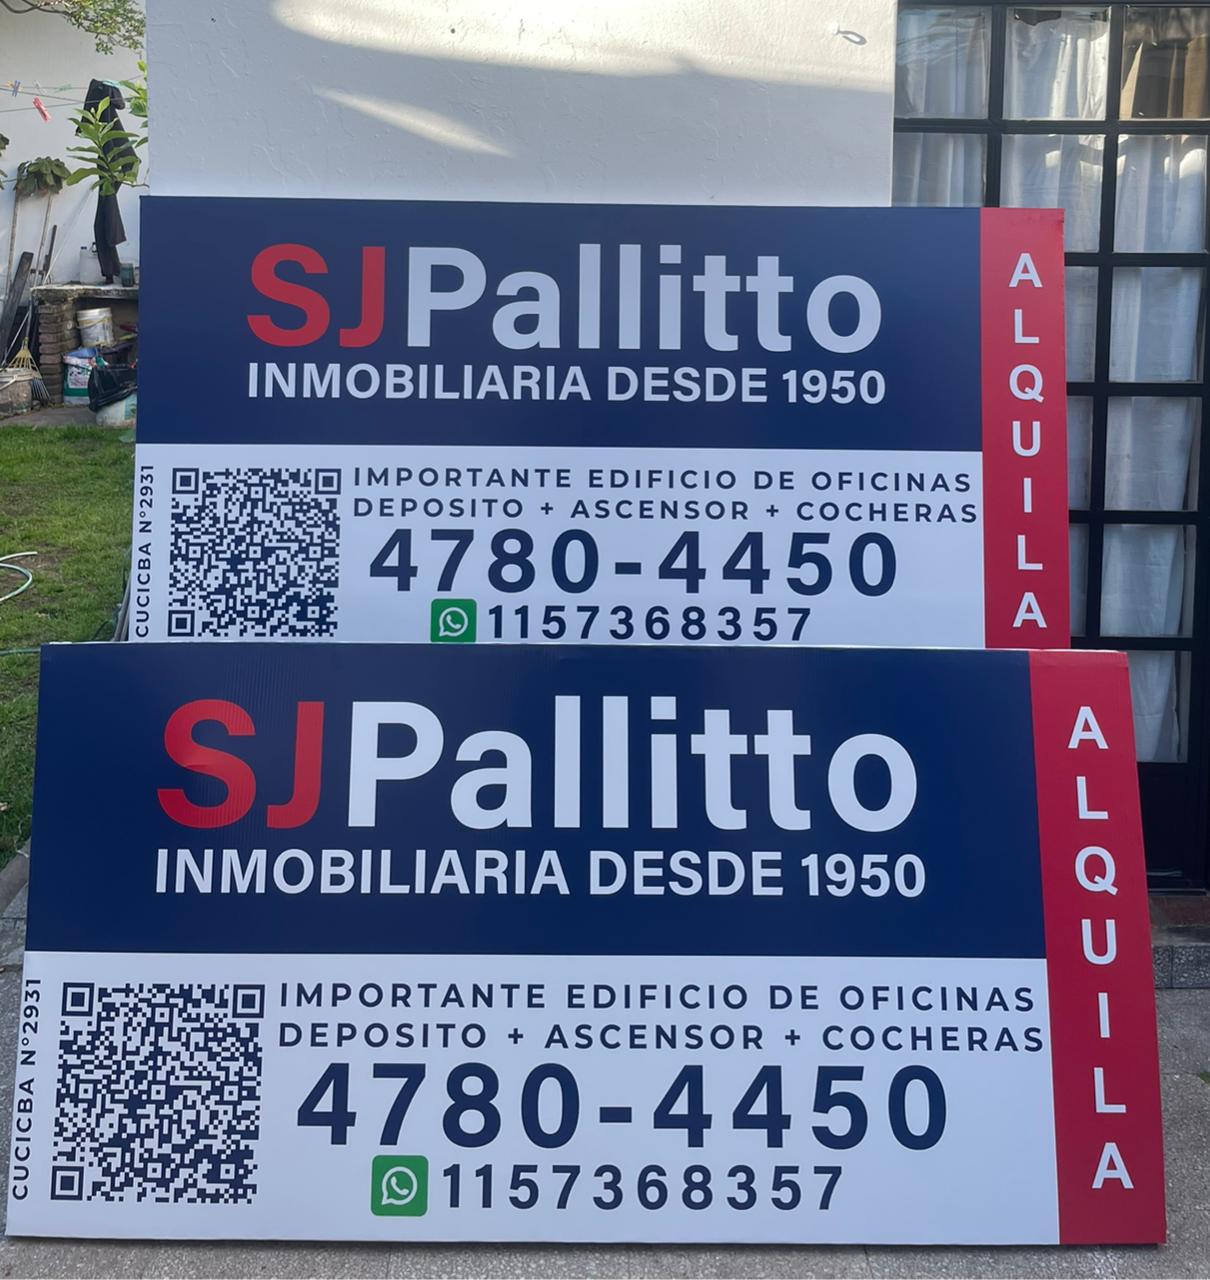 SJPallitto
INMOBILIARIA DESDE 1950
ALQUILA
CUCICBA N°2931
IMPORTANTE EDIFICIO DE OFICINAS
DEPOSITO + ASCENSOR + COCHERAS
4780-4450
1157368357
SJPallitto
INMOBILIARIA DESDE 1950
ALQUILA
CUCICBA N°2931
IMPORTANTE EDIFICIO DE OFICINAS
DEPOSITO + ASCENSOR + COCHERAS
4780-4450
1157368357